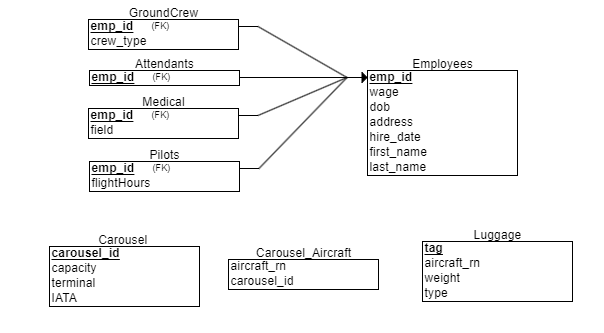 GroundCrew
emp_id (FK)
crew_type
Attendants
emp_id (FK)
Medical
emp_id (FK)
field
Pilots
emp_id (FK)
flightHours
Employees
emp_id
wage
dob
address
hire_date
first_name
last_name
Carousel
carousel_id
capacity
terminal
IATA
Carousel_Aircraft
aircraft_rn
carousel_id
Luggage
tag
aircraft_rn
weight
type